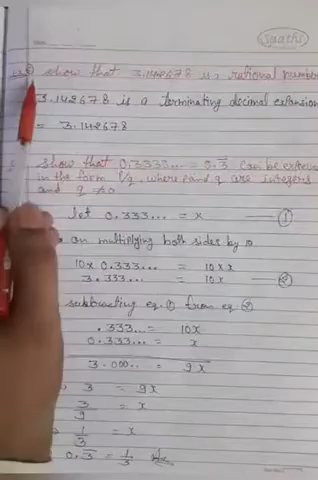 Saathi
show that 3.142678 is a rational number
3.142678 is a terminating decimal expansion
= 3.142678
show that 0.3333... = 0.3̅ can be express
in the form P/q, where p and q are integers
and q ≠ 0
let 0.333... = x ①
on multiplying both sides by 10
10 x 0.333... = 10 x x
3.333... = 10x ②
subtracting eq. ① from eq. ②
.333... = 10x
0.333... = x
3.000.. = 9x
3 = 9x
3/9 = x
1/3 = x
0.3̅ = 1/3